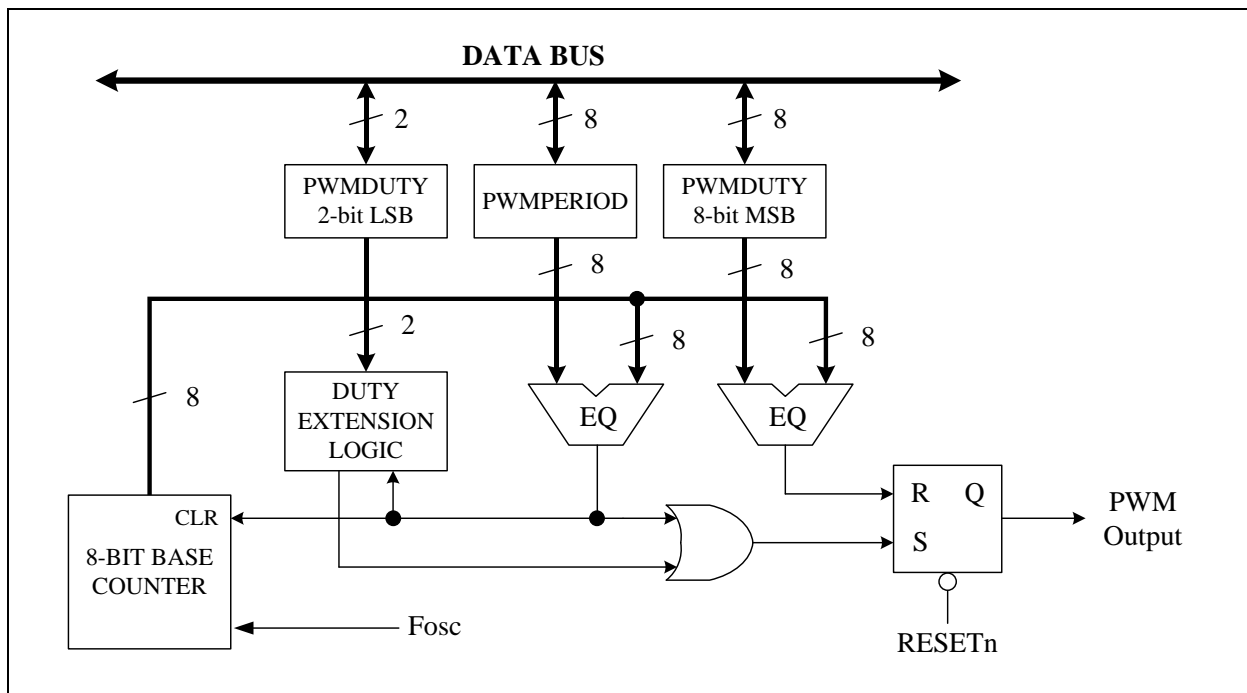 DATA BUS
2
8
8
PWMDUTY
2-bit LSB
PWMPERIOD
PWMDUTY
8-bit MSB
8
8
2
8
8
8
DUTY
EXTENSION
LOGIC
EQ
EQ
CLR
8-BIT BASE
COUNTER
R
Q
S
PWM
Output
Fosc
RESETn